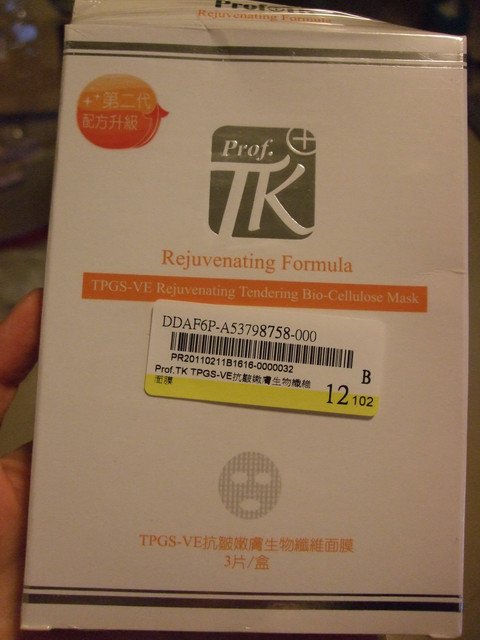 Rejuvenating Formula
+ 第二代
配方升級
Prof.
TK
Rejuvenating Formula
TPGS-VE Rejuvenating Tendering Bio-Cellulose Mask
DDAF6P-A53798758-000
PR20110211B1616-0000032
B
Prof.TK TPGS-VE抗皺嫩膚生物纖維
面膜
12 102
TPGS-VE抗皺嫩膚生物纖維面膜
3片/盒